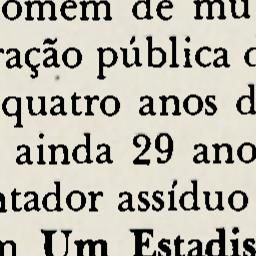 omem de mu
ração pública
quatro anos d
ainda 29 ano
tador assíduo
Um Estadis